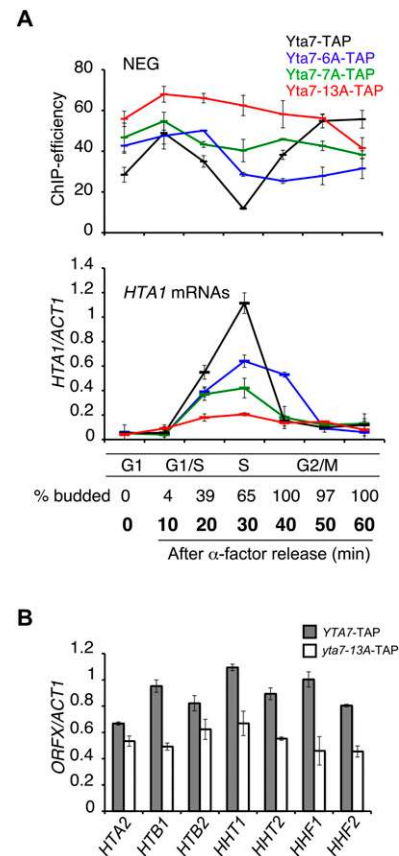 A
NEG
Yta7-TAP
Yta7-6A-TAP
Yta7-7A-TAP
Yta7-13A-TAP
ChIP-efficiency
80
60
40
20
0
HTA1 mRNAs
HTA1/ACT1
1.4
1.2
1
0.8
0.6
0.4
0.2
0
G1 G1/S S G2/M
% budded 0 4 39 65 100 97 100
0 10 20 30 40 50 60
After α-factor release (min)
B
YTA7-TAP
yta7-13A-TAP
ORFX/ACT1
1.2
1
0.8
0.6
0.4
0.2
0
HTA2 HTB1 HTB2 HHT1 HHT2 HHF1 HHF2